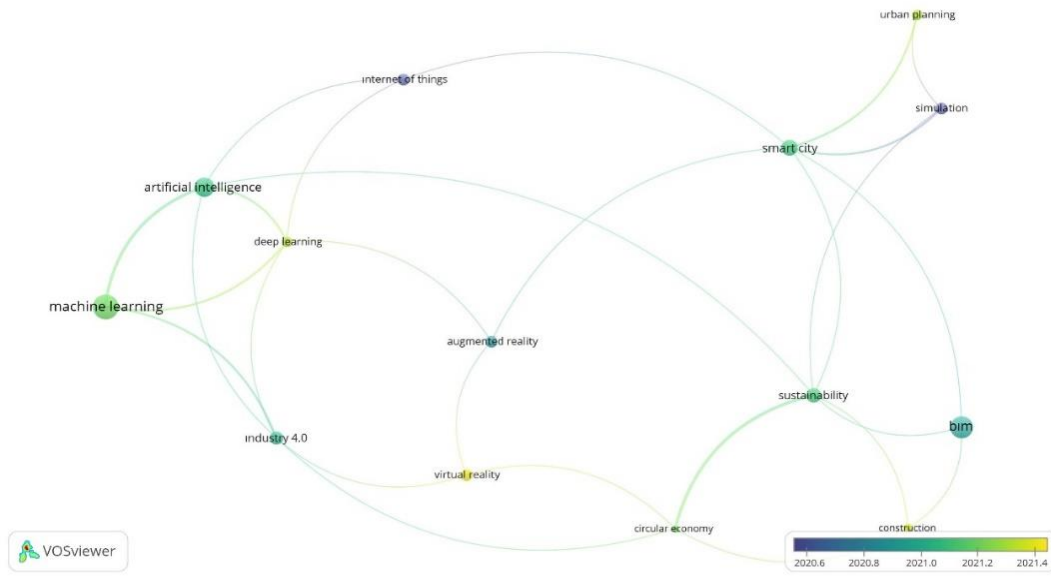 urban planning
internet of things
simulation
smart city
artificial intelligence
deep learning
machine learning
augmented reality
sustainability
bim
industry 4.0
virtual reality
circular economy
construction
VOSviewer
2020.6 2020.8 2021.0 2021.2 2021.4